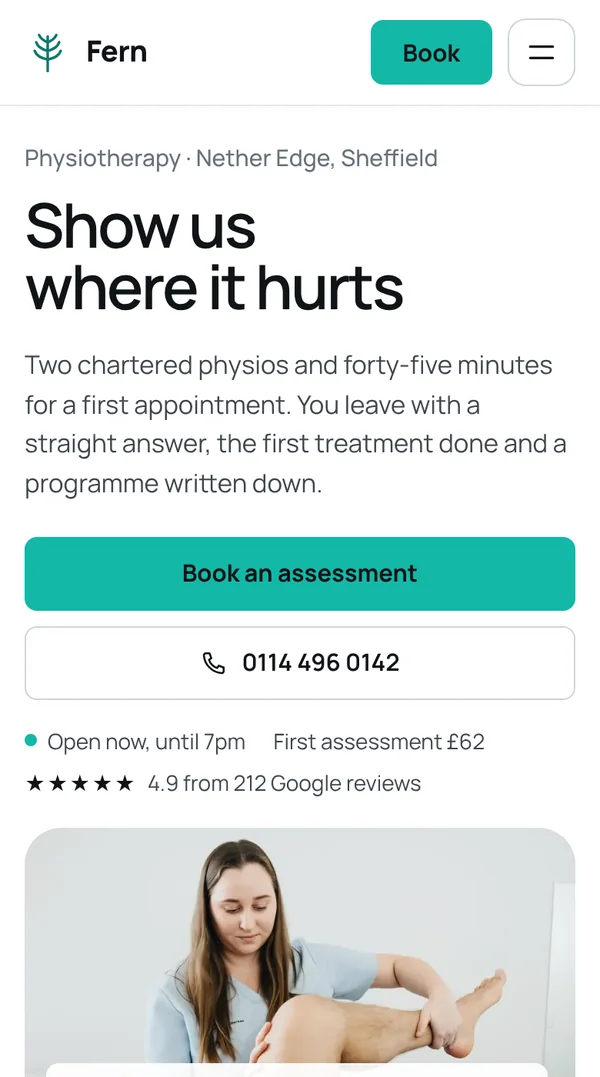 Fern
Book
Physiotherapy · Nether Edge, Sheffield
Show us
where it hurts
Two chartered physios and forty-five minutes
for a first appointment. You leave with a
straight answer, the first treatment done and a
programme written down.
Book an assessment
0114 496 0142
Open now, until 7pm First assessment £62
★★★★★ 4.9 from 212 Google reviews